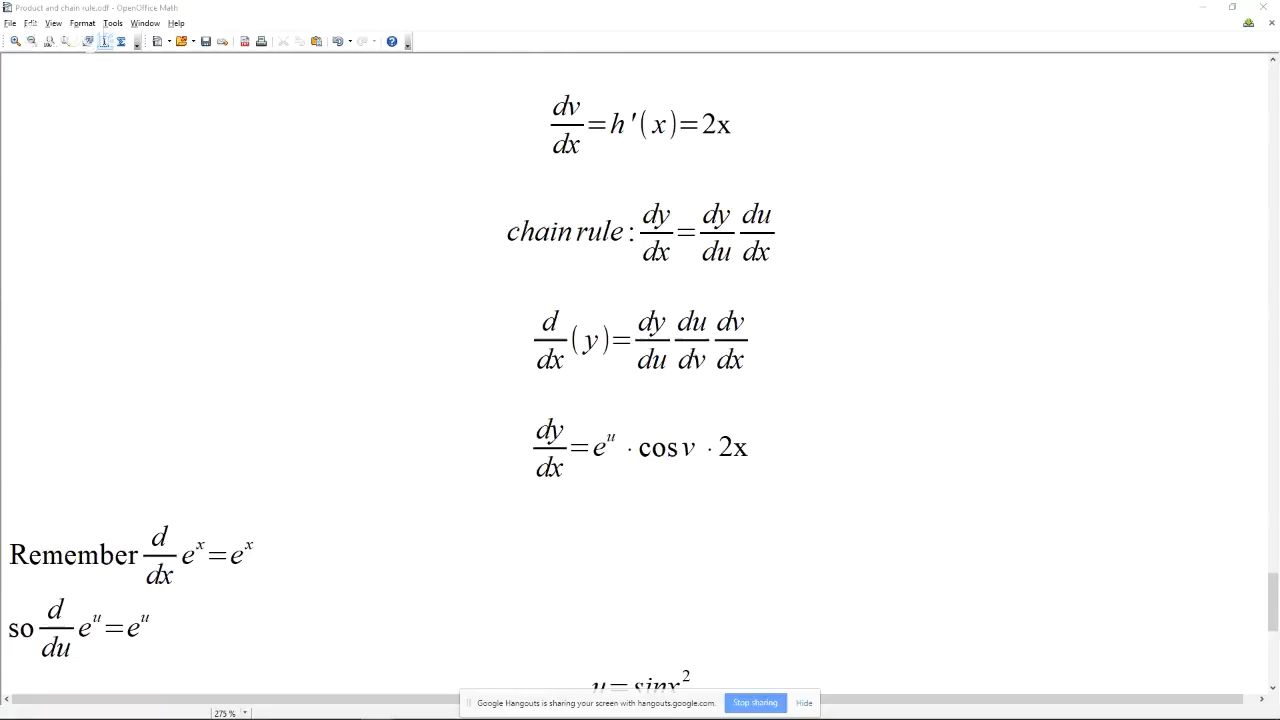 Product and chain rule.odf - OpenOffice Math
File Edit View Format Tools Window Help
dv/dx = h'(x) = 2x
chain rule : dy/dx = dy/du du/dx
d/dx (y) = dy/du du/dv dv/dx
dy/dx = e^u · cos v · 2x
Remember d/dx e^x = e^x
so d/du e^u = e^u
u = sinx^2
Google Hangouts is sharing your screen with hangouts.google.com. Stop sharing Hide
275 %